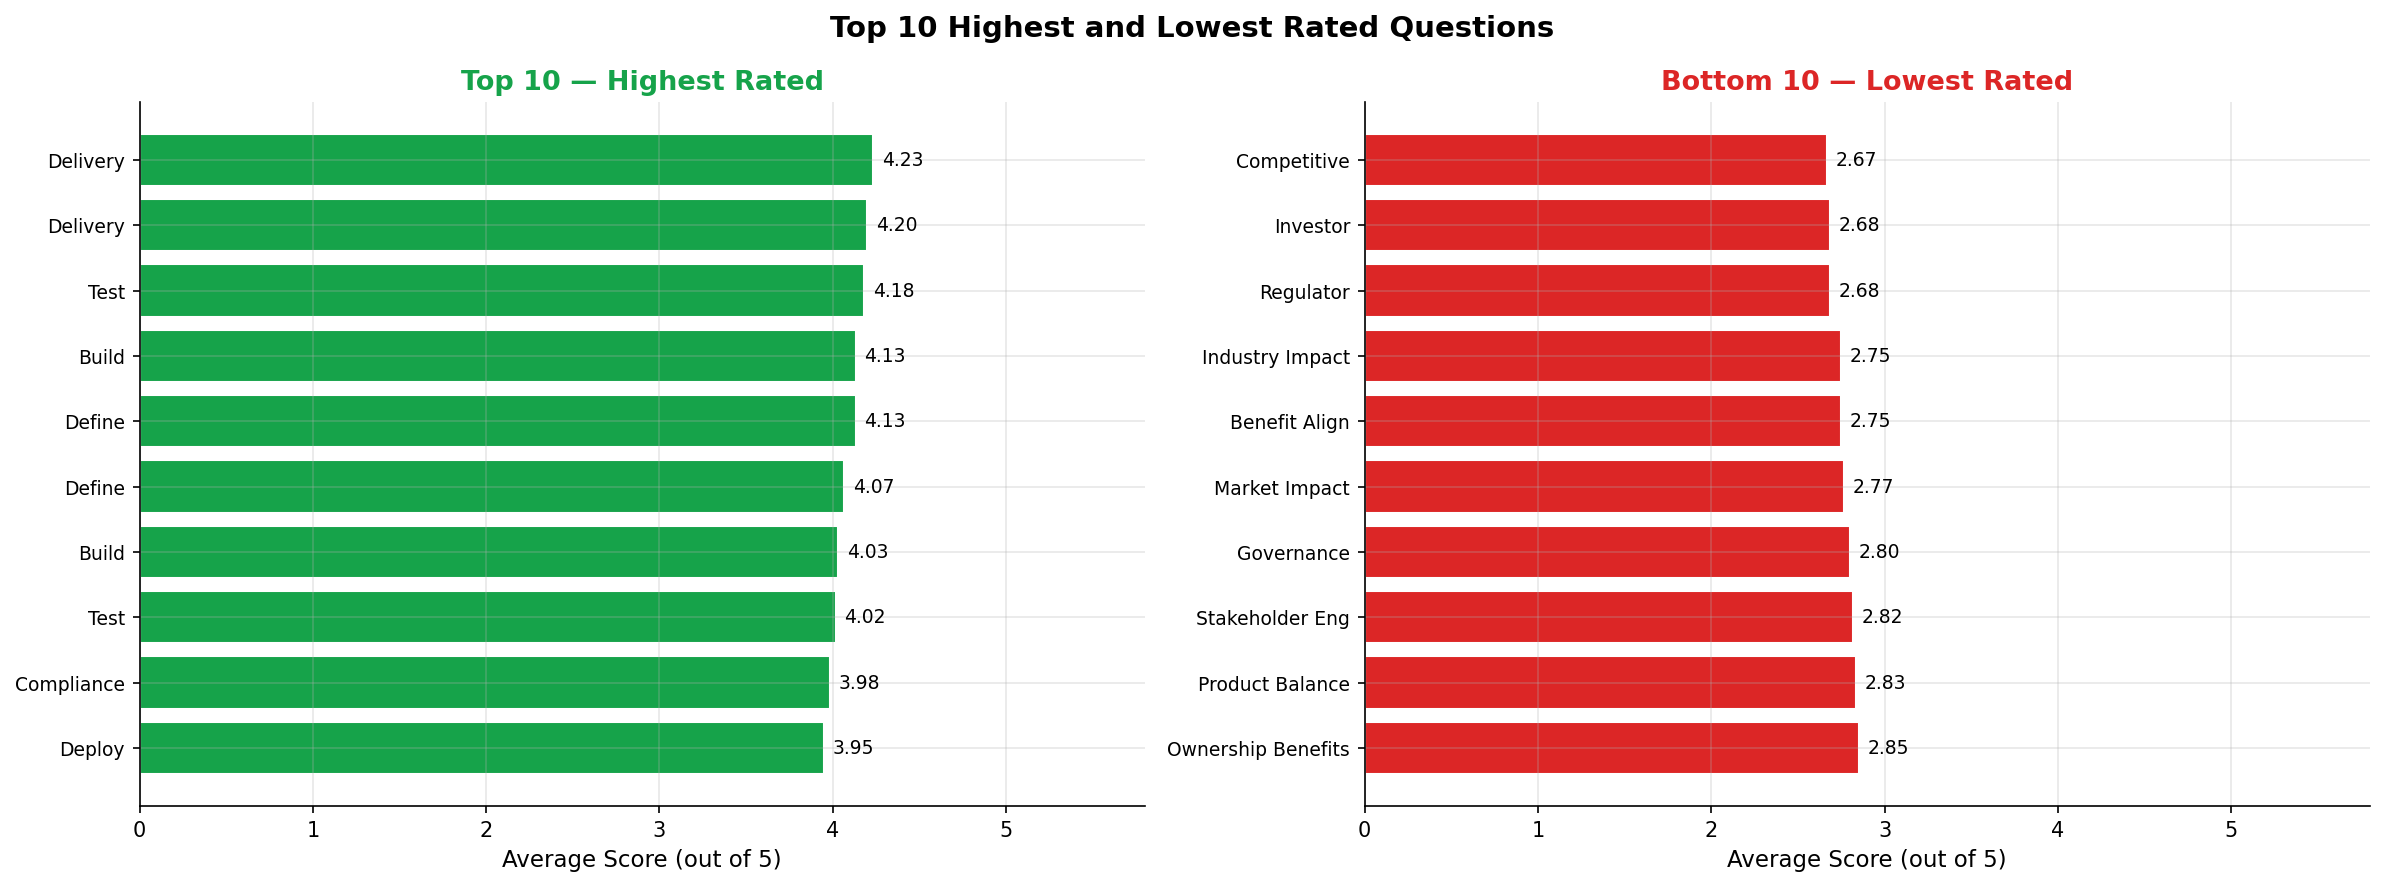 Top 10 Highest and Lowest Rated Questions
Top 10 — Highest Rated
Delivery 4.23
Delivery 4.20
Test 4.18
Build 4.13
Define 4.13
Define 4.07
Build 4.03
Test 4.02
Compliance 3.98
Deploy 3.95
0 1 2 3 4 5
Average Score (out of 5)
Bottom 10 — Lowest Rated
Competitive 2.67
Investor 2.68
Regulator 2.68
Industry Impact 2.75
Benefit Align 2.75
Market Impact 2.77
Governance 2.80
Stakeholder Eng 2.82
Product Balance 2.83
Ownership Benefits 2.85
0 1 2 3 4 5
Average Score (out of 5)